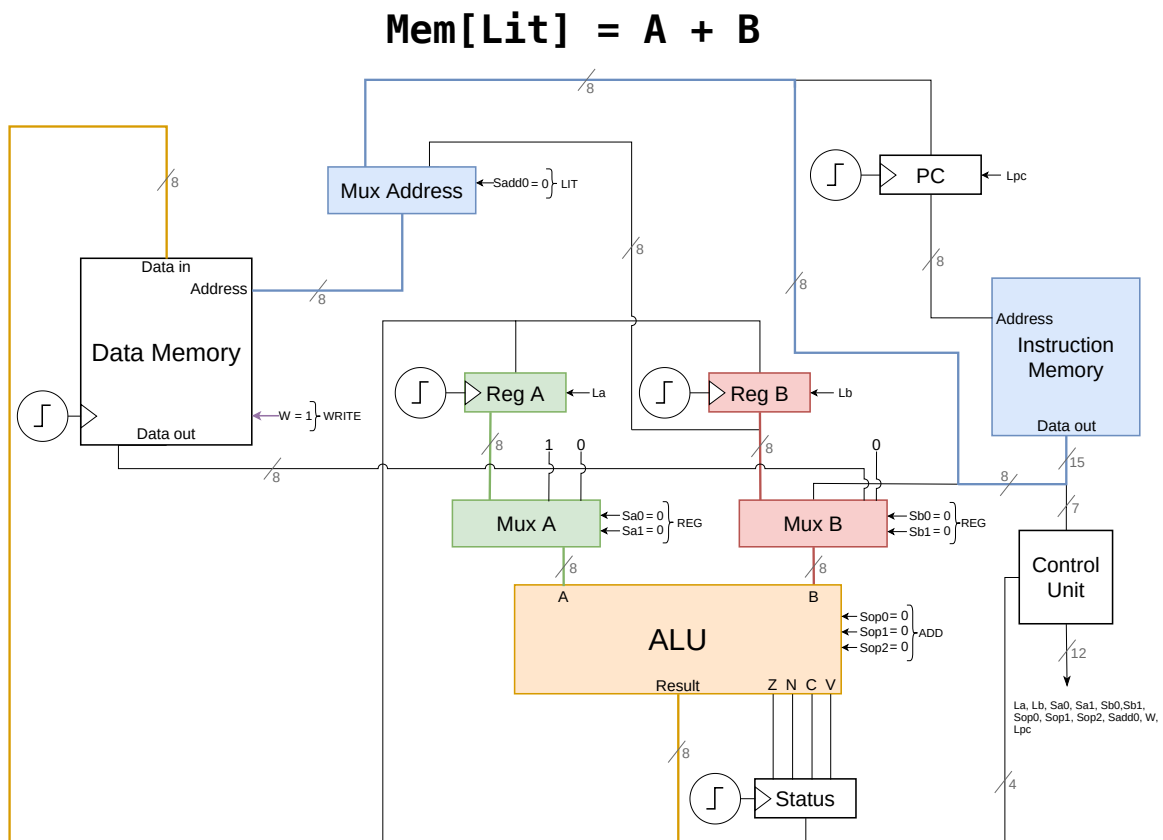 Mem[Lit] = A + B
8
8
Mux Address
Sadd0 = 0
LIT
PC
Lpc
8
8
8
Data in
Address
8
Data Memory
W = 1
WRITE
Data out
8
Address
Instruction
Memory
Data out
15
Reg A
La
Reg B
Lb
8
1
0
8
0
8
7
Mux A
Sa0 = 0
Sa1 = 0
REG
Mux B
Sb0 = 0
Sb1 = 0
REG
Control
Unit
8
8
A
B
ALU
Sop0 = 0
Sop1 = 0
Sop2 = 0
ADD
12
Result
Z N C V
La, Lb, Sa0, Sa1, Sb0,Sb1,
Sop0, Sop1, Sop2, Sadd0, W,
Lpc
8
Status
4